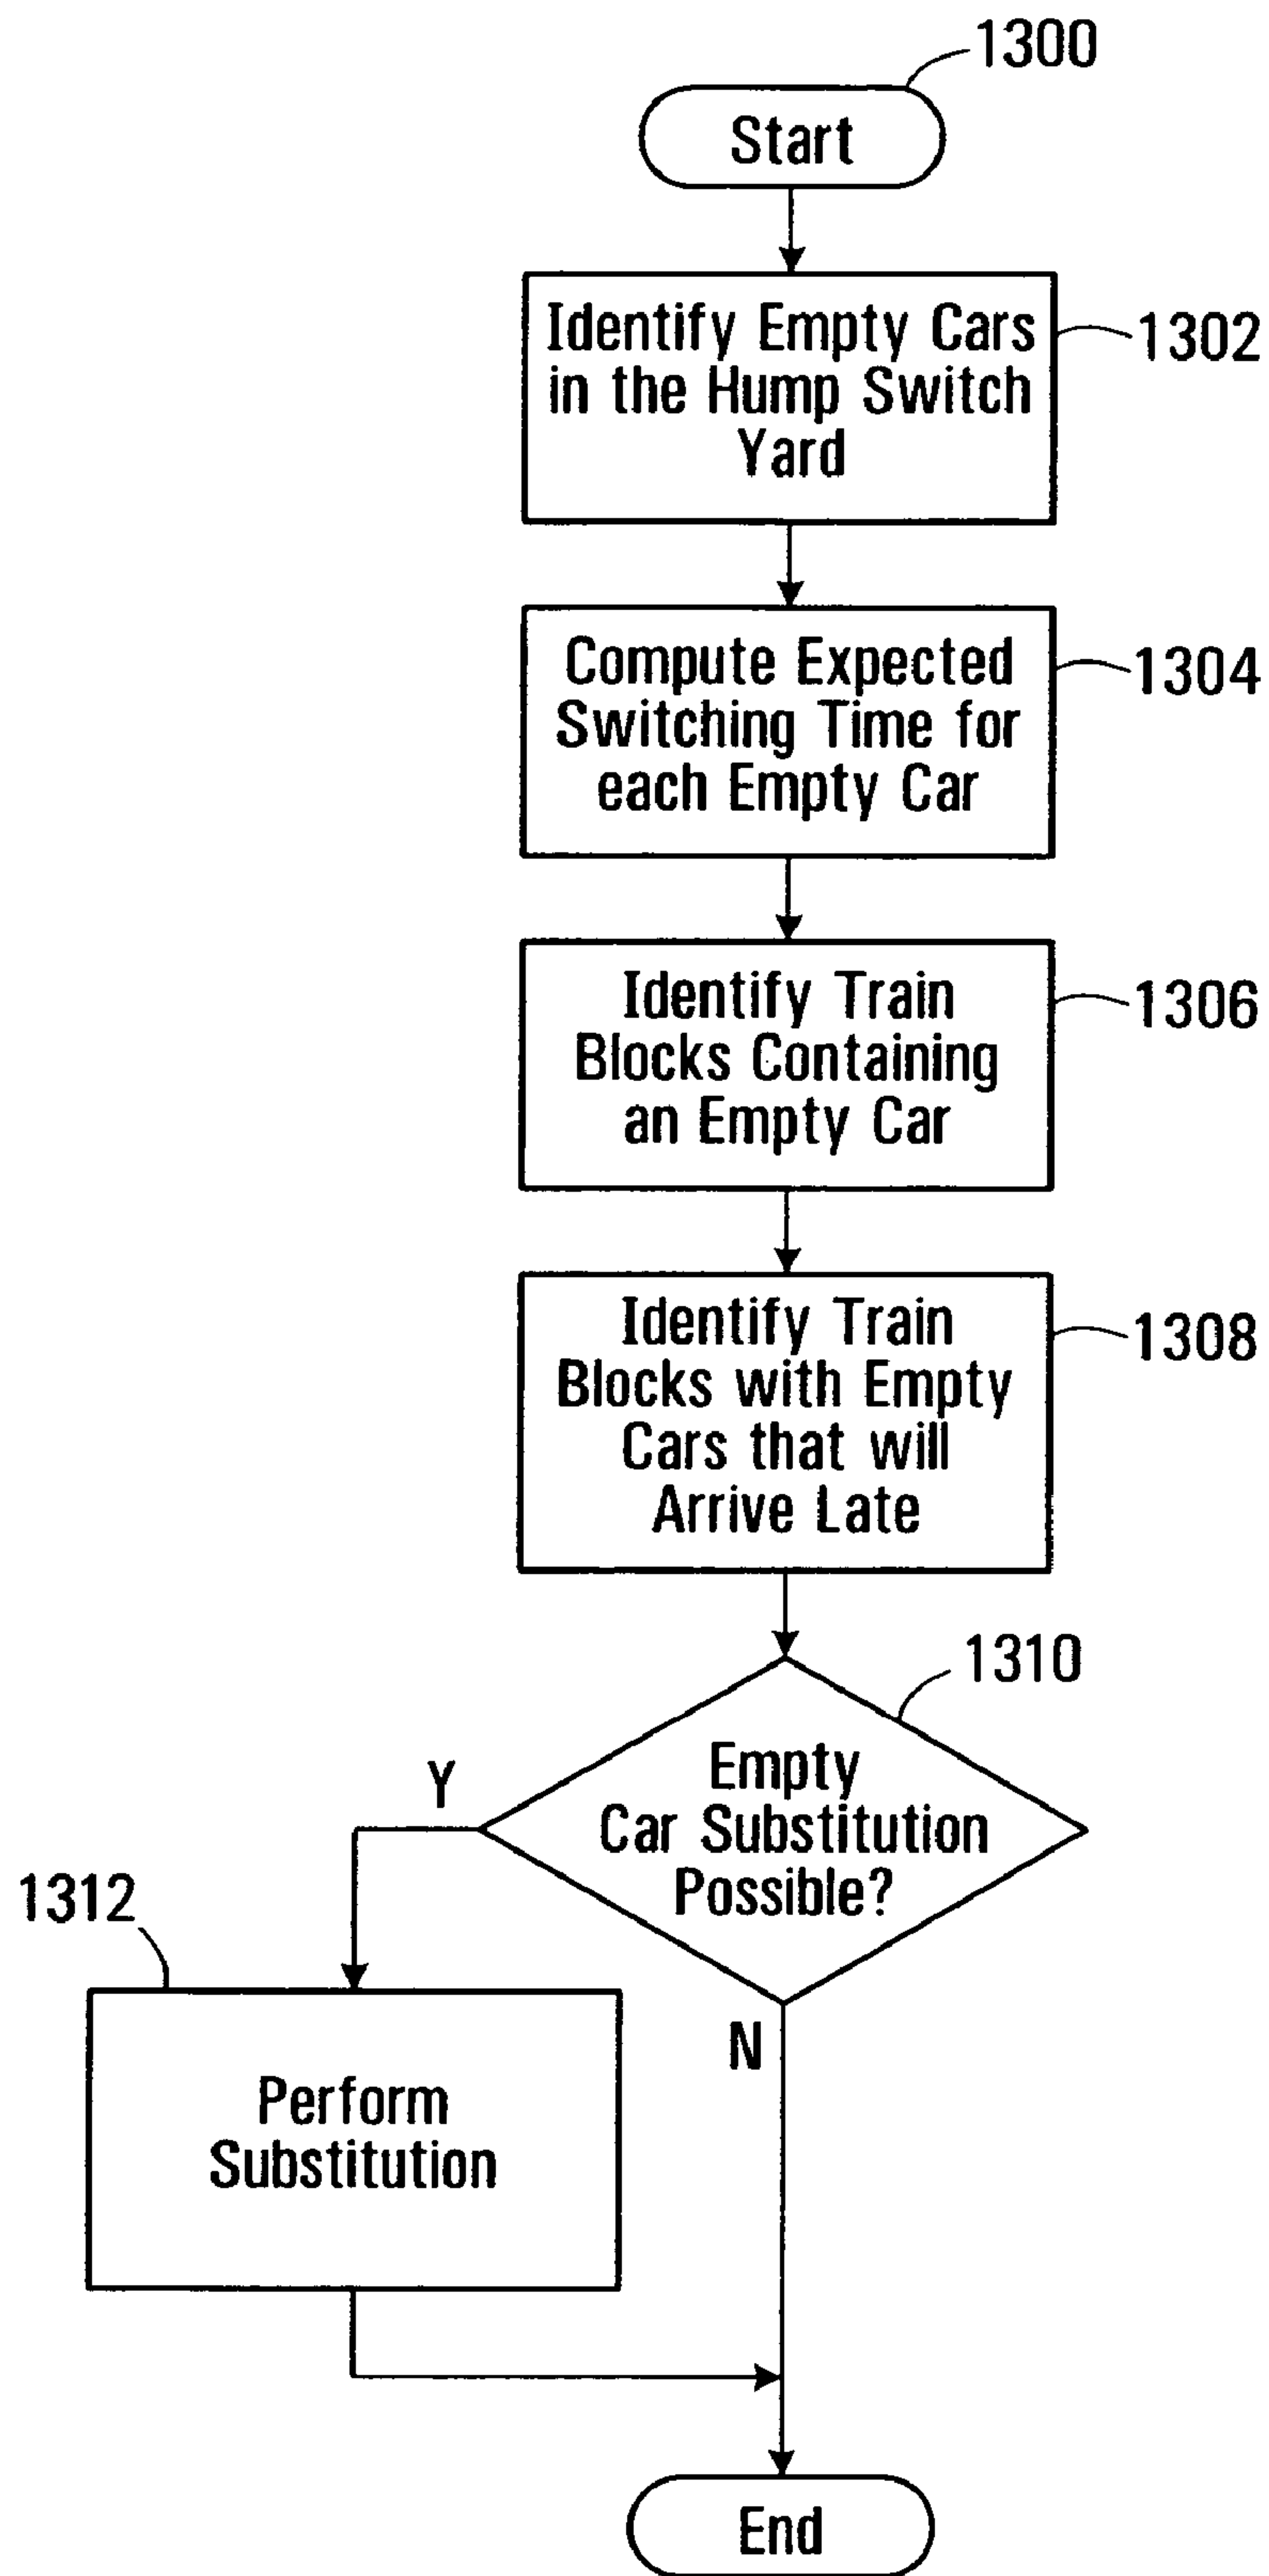 1300
Start
Identify Empty Cars
in the Hump Switch
Yard
1302
Compute Expected
Switching Time for
each Empty Car
1304
Identify Train
Blocks Containing
an Empty Car
1306
Identify Train
Blocks with Empty
Cars that will
Arrive Late
1308
1310
Empty
Car Substitution
Possible?
Y
1312
N
Perform
Substitution
End